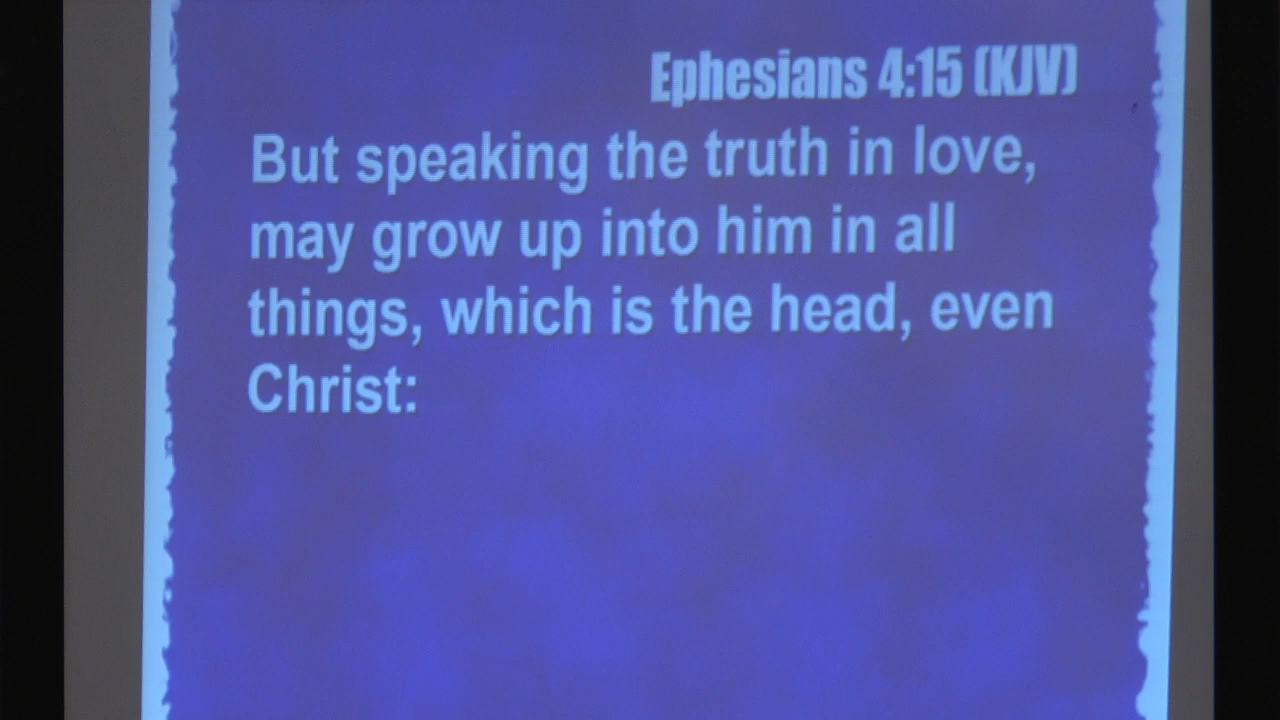 Ephesians 4:15 (KJV)
But speaking the truth in love,
may grow up into him in all
things, which is the head, even
Christ: